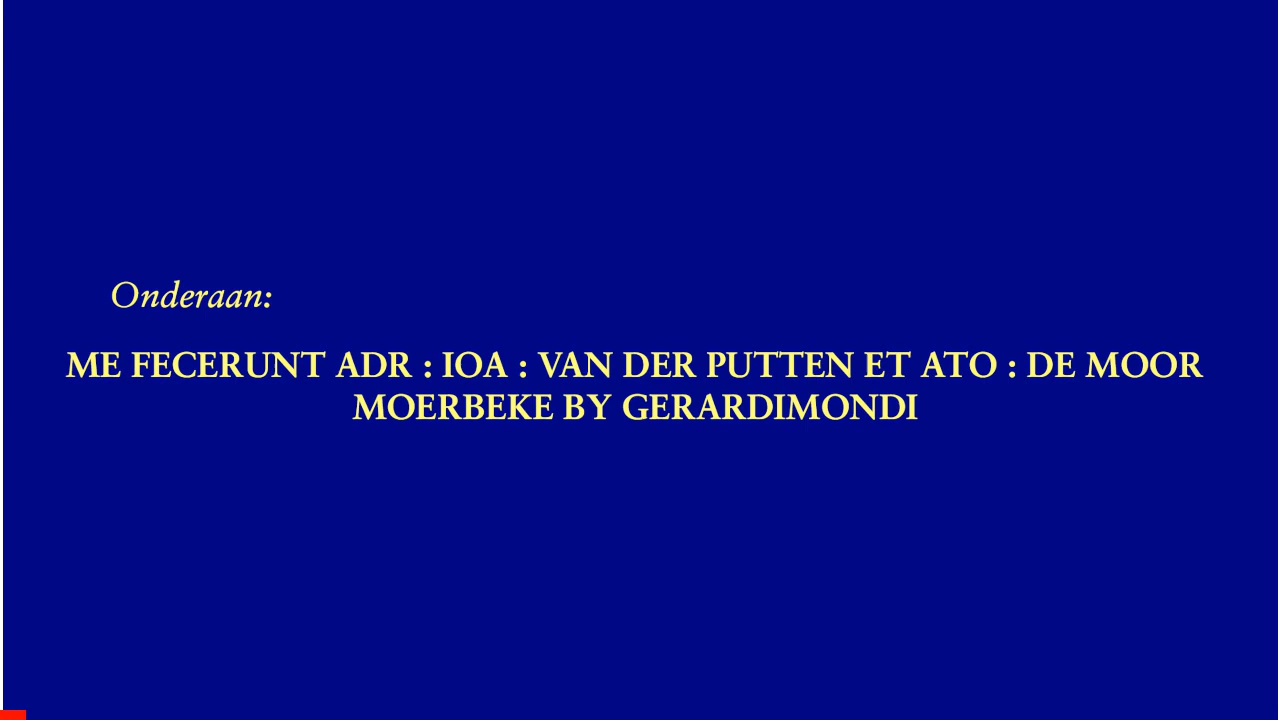 Onderaan:
ME FECERUNT ADR : IOA : VAN DER PUTTEN ET ATO : DE MOOR
MOERBEKE BY GERARDIMONDI